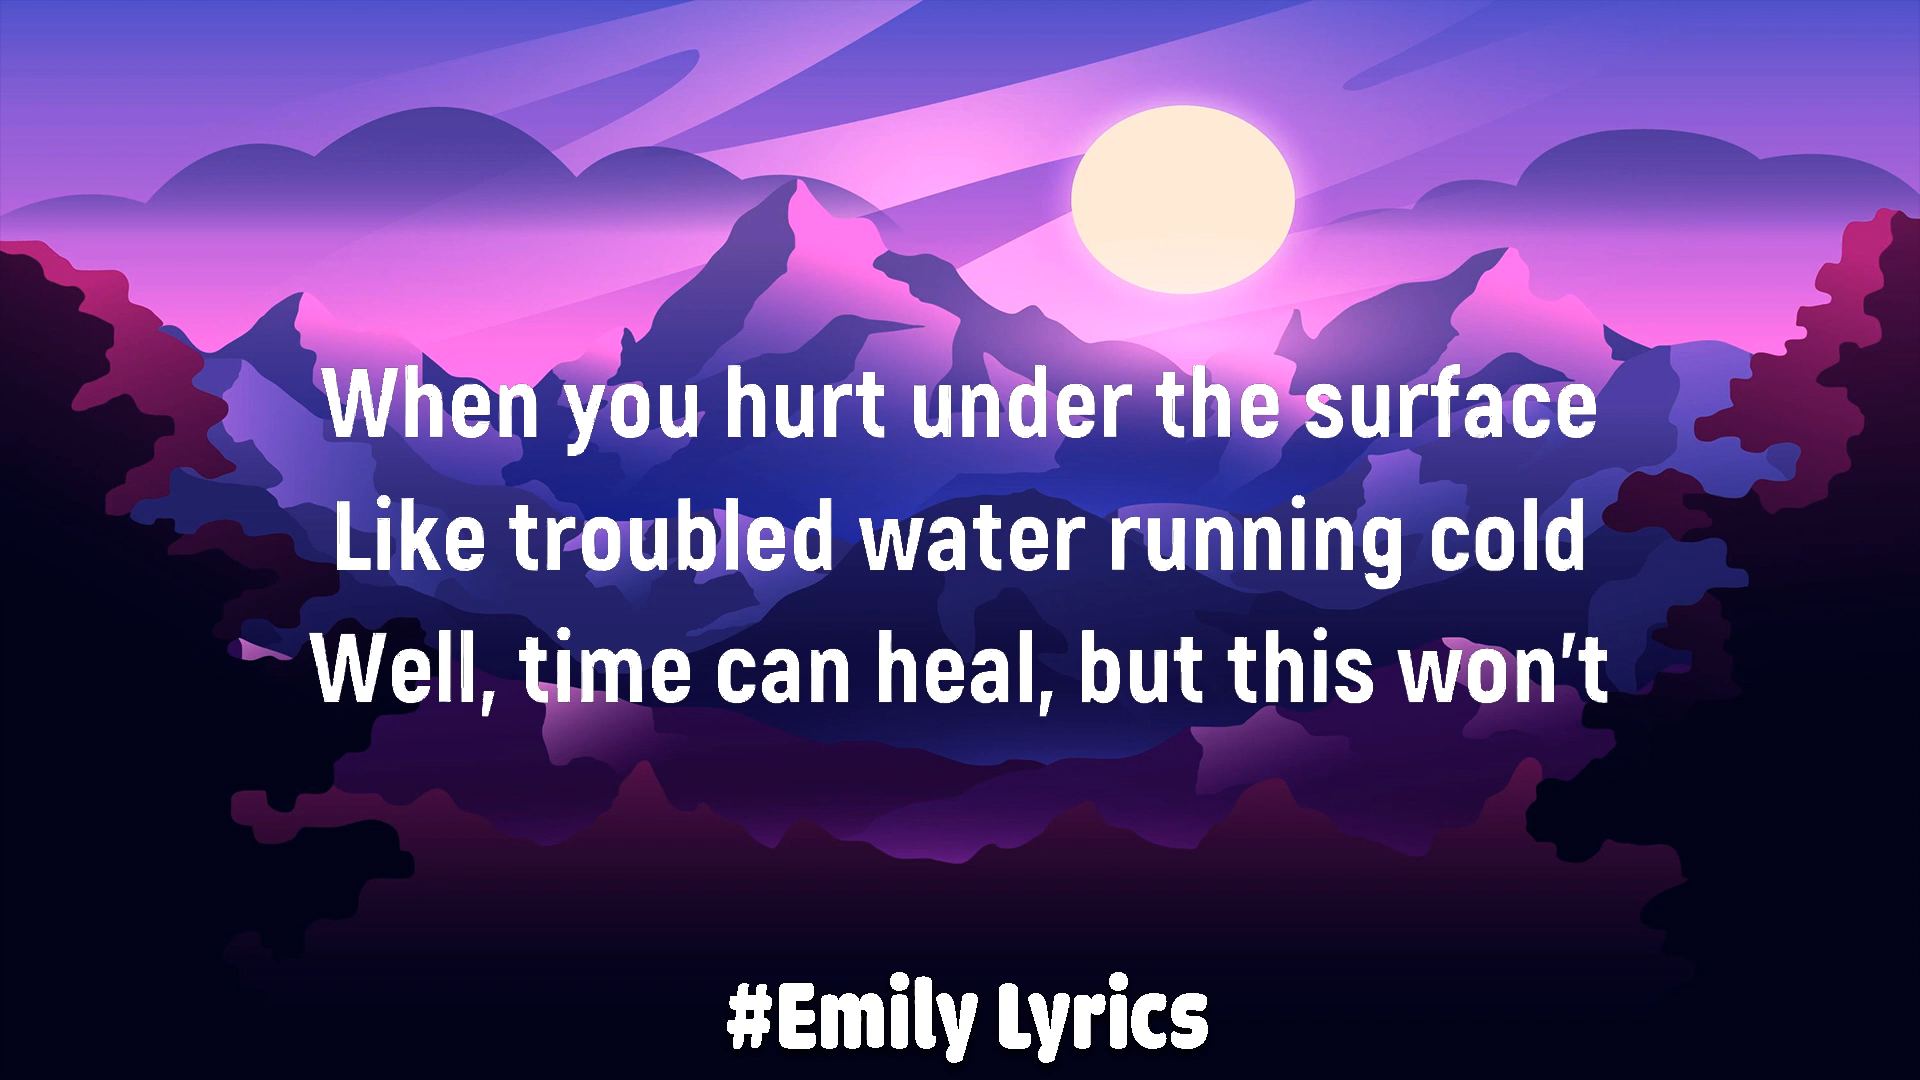 When you hurt under the surface
Like troubled water running cold
Well, time can heal, but this won’t
#Emily Lyrics